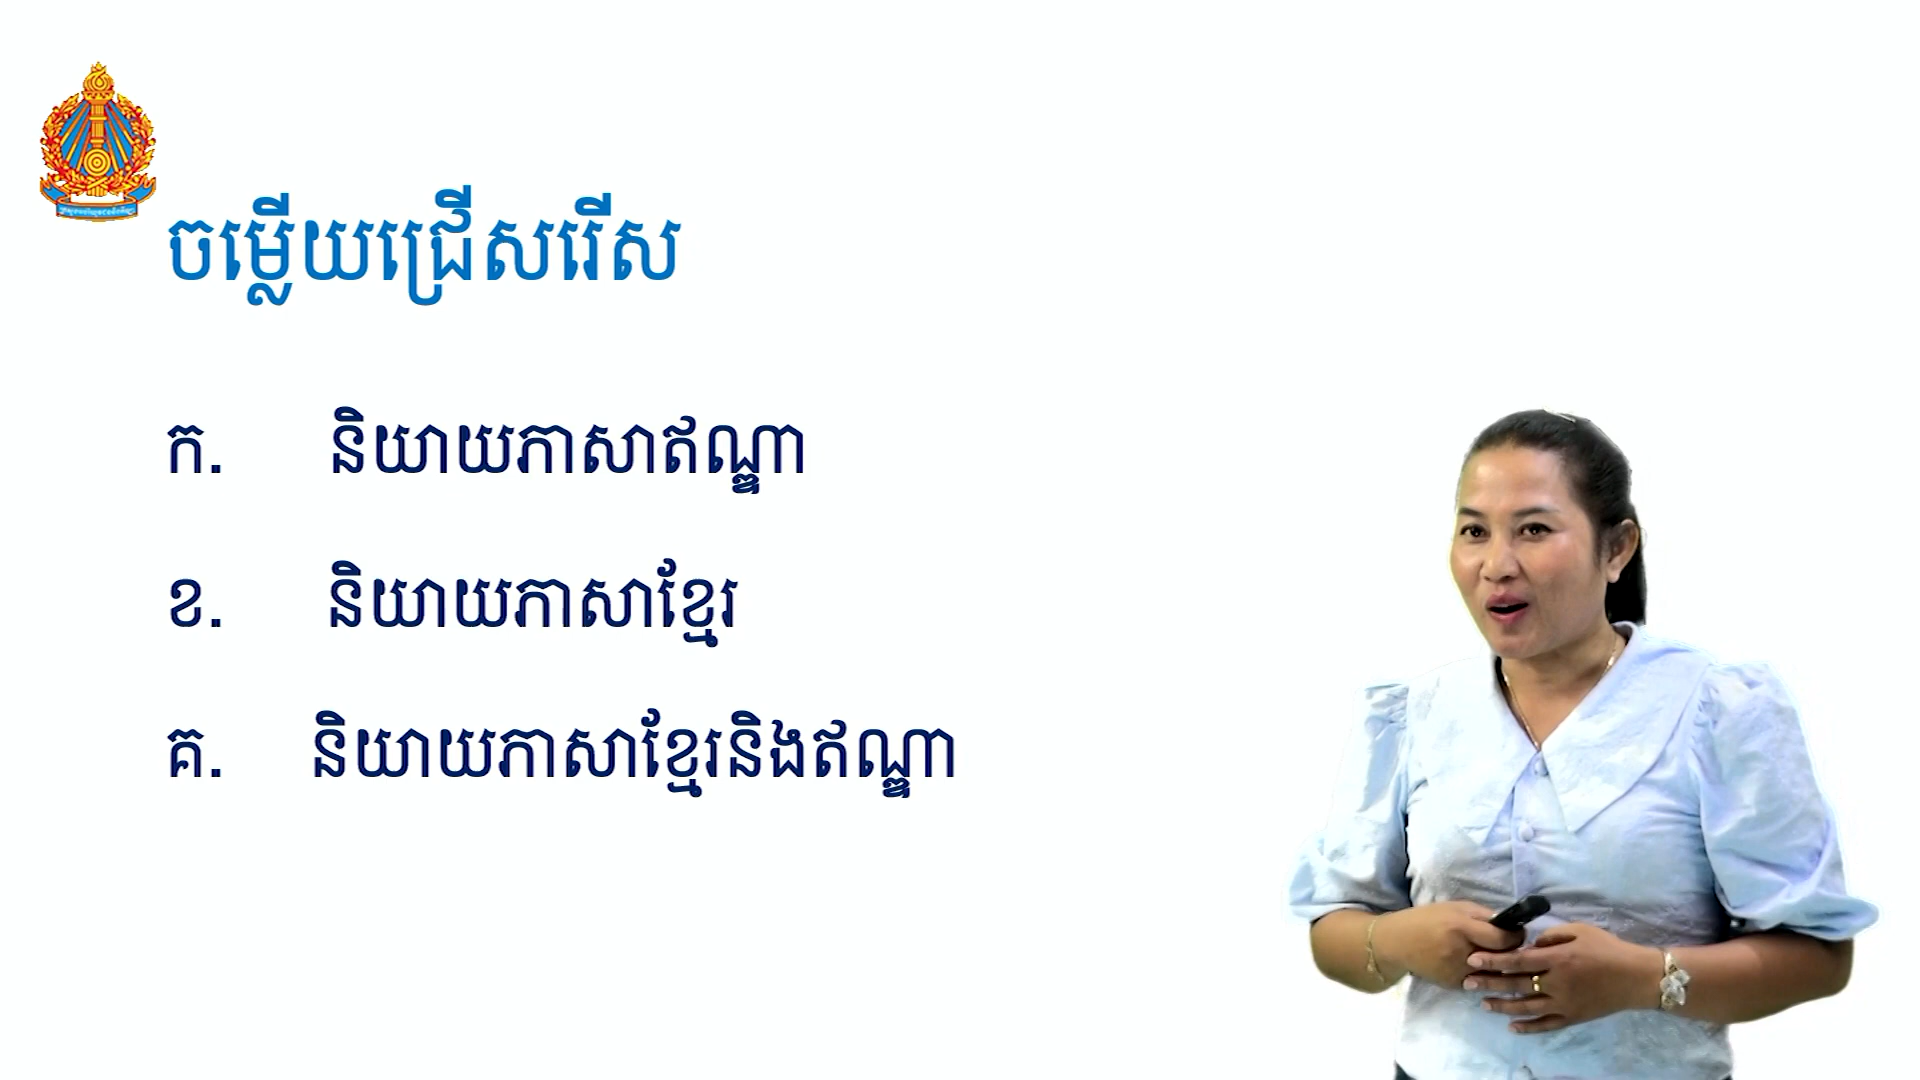 ចម្លើយជ្រើសរើស
ក. និយាយភាសាឥណ្ឌា
ខ. និយាយភាសាខ្មែរ
គ. និយាយភាសាខ្មែរនិងឥណ្ឌា